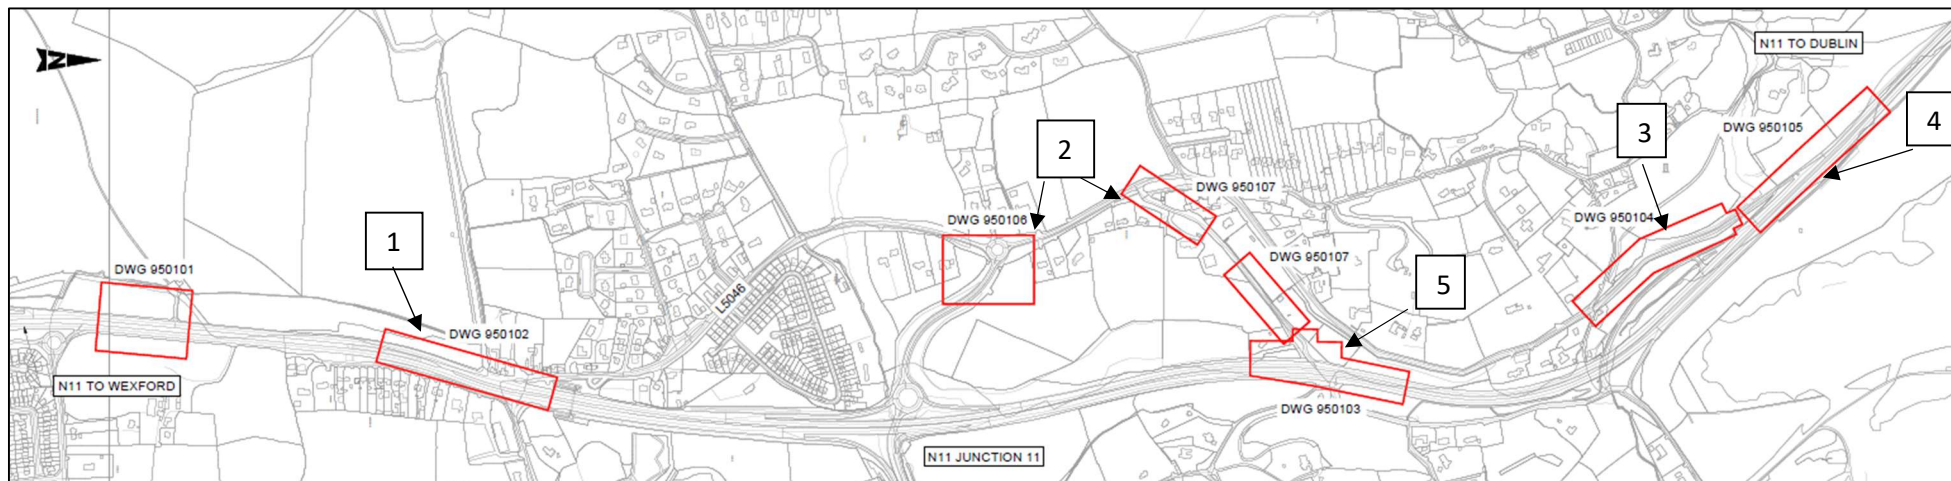 N
N11 TO DUBLIN
3
4
DWG 950105
2
DWG 950107
DWG 950106
DWG 950104
1
DWG 950107
5
DWG 950101
L5046
DWG 950102
N11 TO WEXFORD
DWG 950103
N11 JUNCTION 11